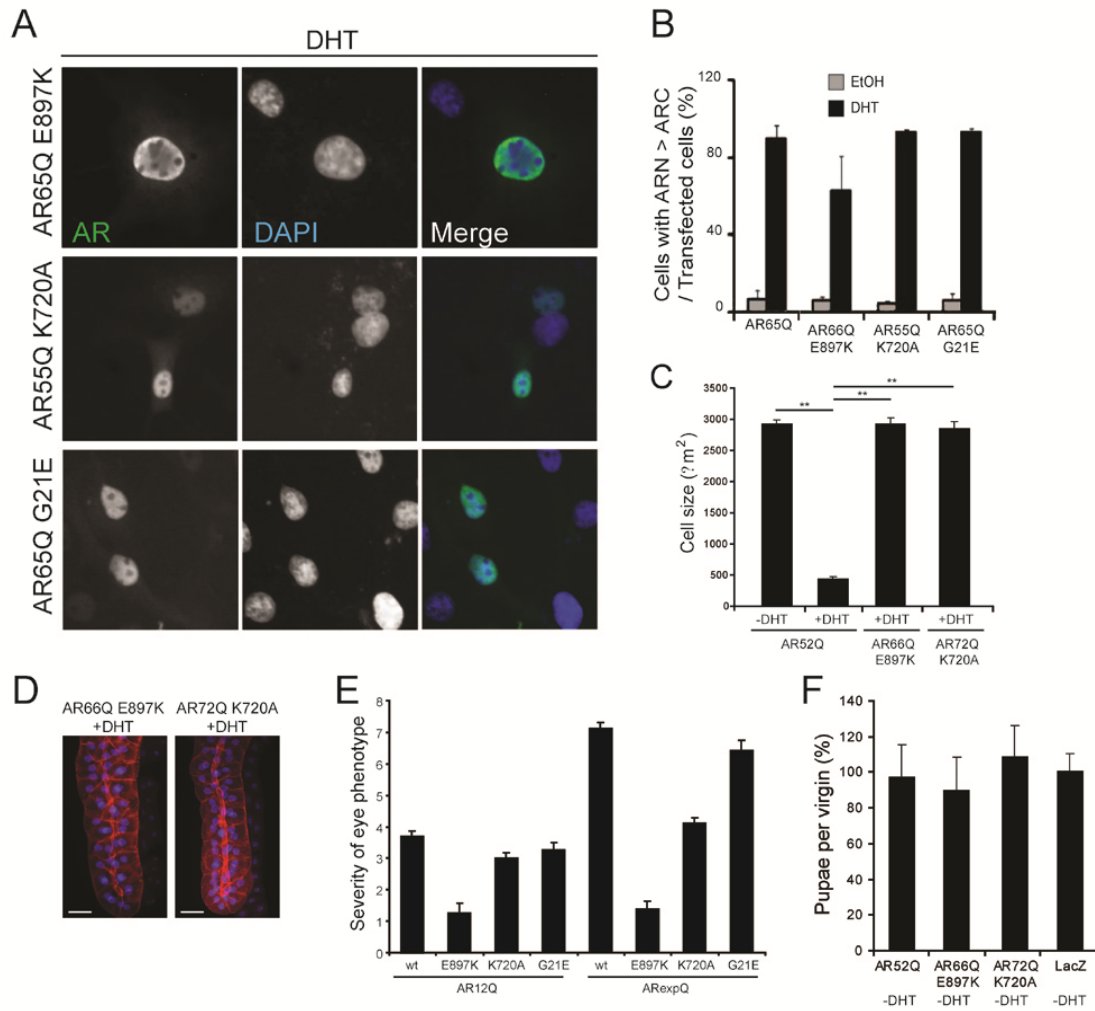 A
DHT
AR65Q E897K
AR
DAPI
Merge
AR55Q K720A
AR65Q G21E
B
EtOH
DHT
Cells with ARN > ARC
/ Transfected cells (%)
120
80
40
0
AR65Q
AR66Q
E897K
AR55Q
K720A
AR65Q
G21E
C
**
**
**
Cell size (?m2)
3500
3000
2500
2000
1500
1000
500
0
-DHT
+DHT
+DHT
+DHT
AR52Q
AR66Q
E897K
AR72Q
K720A
D
AR66Q E897K
+DHT
AR72Q K720A
+DHT
E
Severity of eye phenotype
8
7
6
5
4
3
2
1
0
wt
E897K
K720A
G21E
wt
E897K
K720A
G21E
AR12Q
ARexpQ
F
Pupae per virgin (%)
140
120
100
80
60
40
20
0
AR52Q
AR66Q
E897K
AR72Q
K720A
LacZ
-DHT
-DHT
-DHT
-DHT